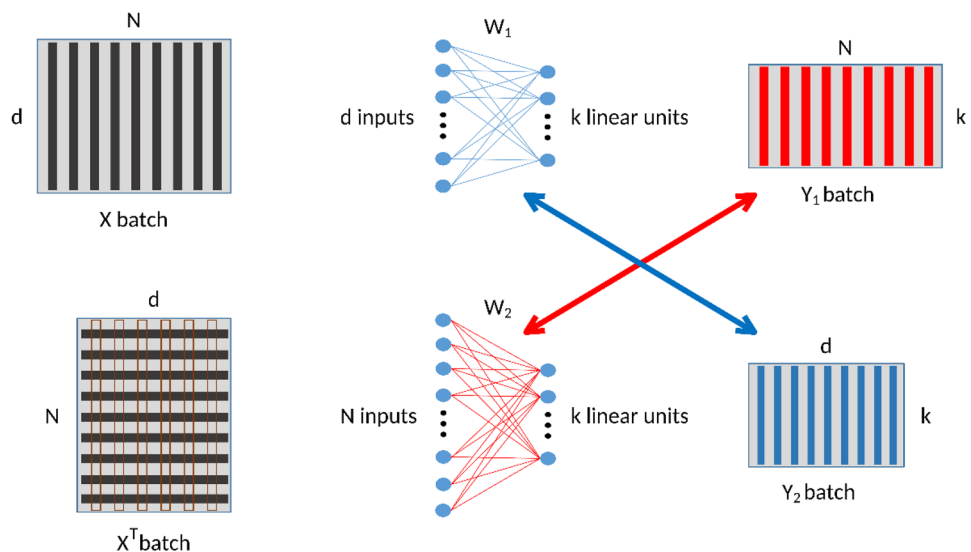 N
d
X batch
W₁
d inputs
k linear units
N
k
Y₁ batch
d
N
Xᵀ batch
W₂
N inputs
k linear units
d
k
Y₂ batch